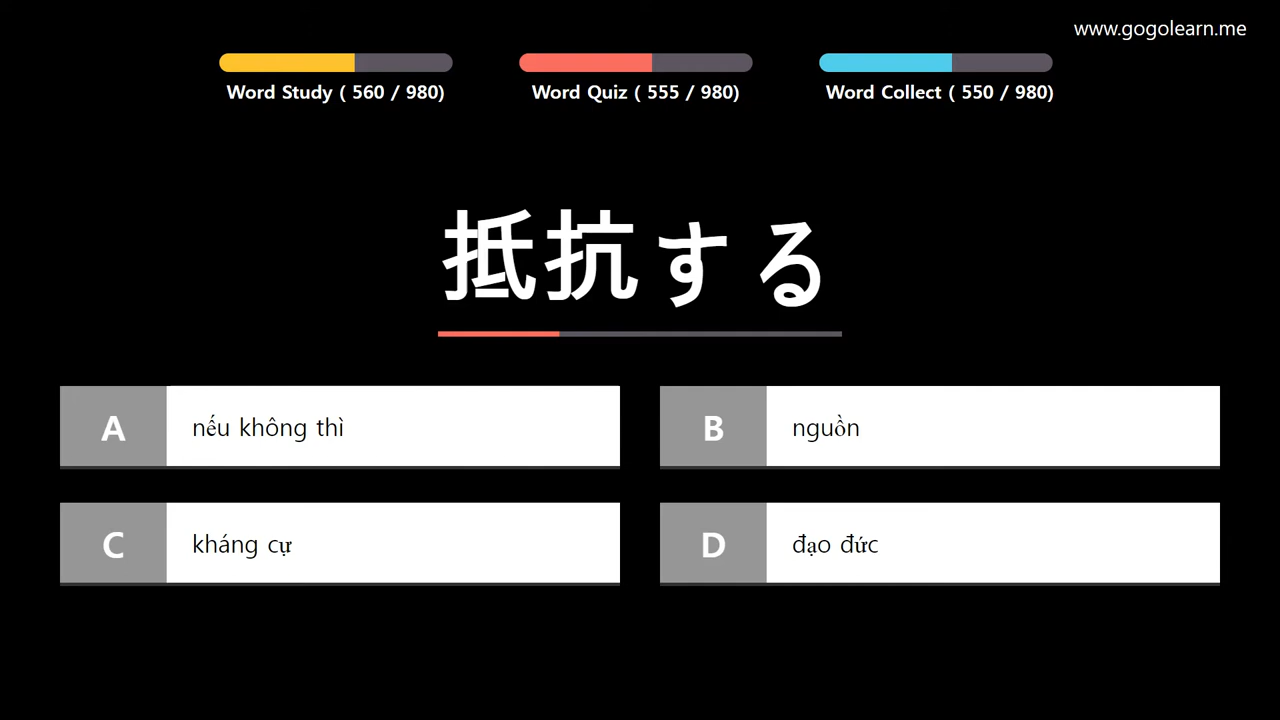 www.gogolearn.me
Word Study ( 560 / 980)
Word Quiz ( 555 / 980)
Word Collect ( 550 / 980)
抵抗する
A nếu không thì
B nguồn
C kháng cự
D đạo đức